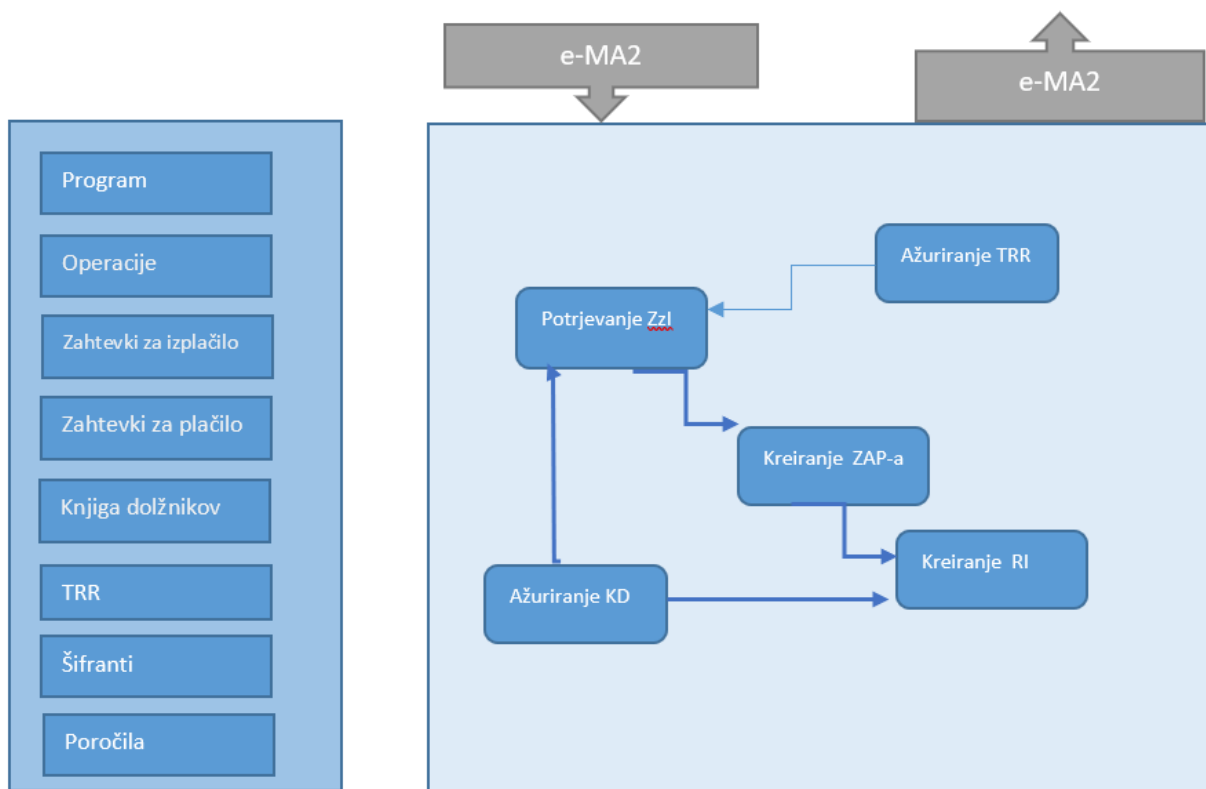 e-MA2
e-MA2
Program
Operacije
Zahtevki za izplačilo
Zahtevki za plačilo
Knjiga dolžnikov
TRR
Šifranti
Poročila
Ažuriranje TRR
Potrjevanje ZzI
Kreiranje ZAP-a
Kreiranje RI
Ažuriranje KD